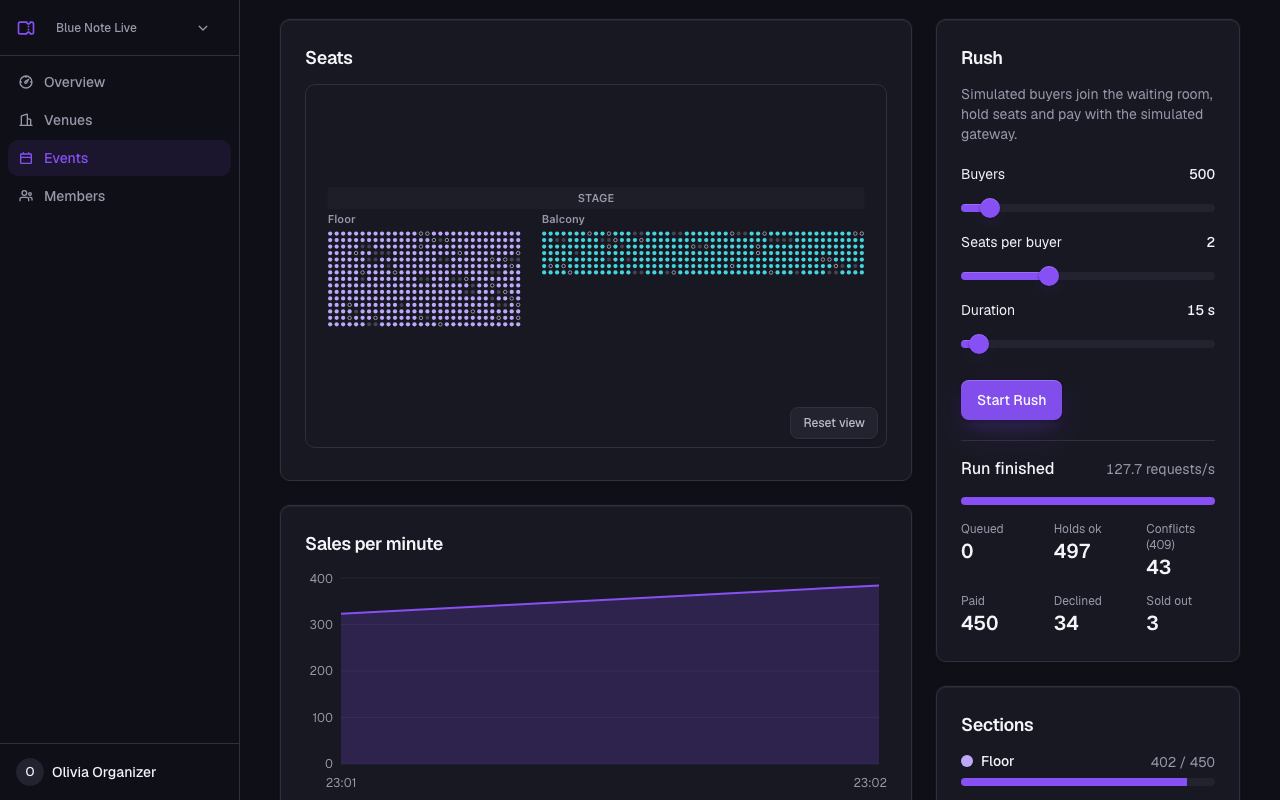 Blue Note Live
Overview
Venues
Events
Members
O
Olivia Organizer
Seats
STAGE
Floor
Balcony
Reset view
Sales per minute
400
300
200
100
0
23:01
23:02
Rush
Simulated buyers join the waiting room,
hold seats and pay with the simulated
gateway.
Buyers
500
Seats per buyer
2
Duration
15 s
Start Rush
Run finished
127.7 requests/s
Queued
0
Holds ok
497
Conflicts
(409)
43
Paid
450
Declined
34
Sold out
3
Sections
Floor
402 / 450